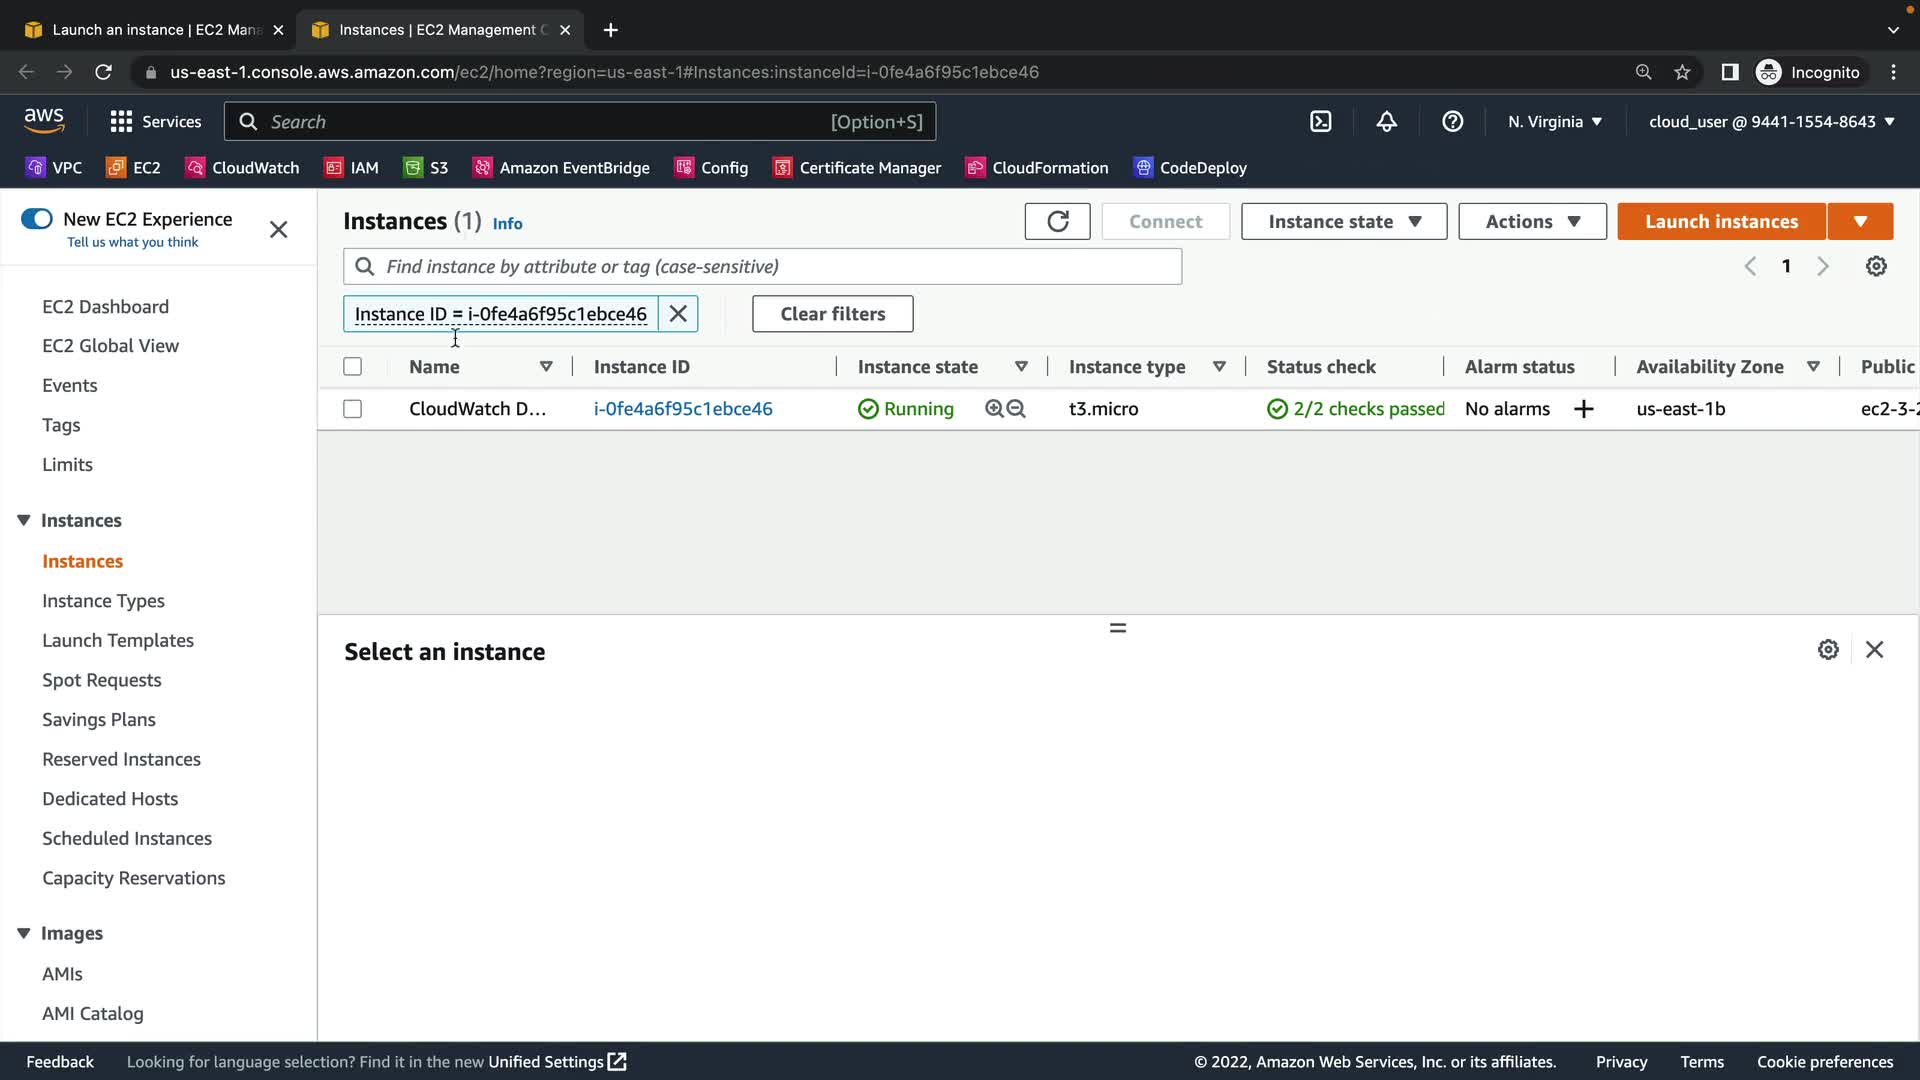 Launch an instance | EC2 Mana
Instances | EC2 Management C
us-east-1.console.aws.amazon.com/ec2/home?region=us-east-1#Instances:instanceId=i-0fe4a6f95c1ebce46
Incognito
aws
Services
Search
[Option+S]
N. Virginia
cloud_user @ 9441-1554-8643
VPC
EC2
CloudWatch
IAM
S3
Amazon EventBridge
Config
Certificate Manager
CloudFormation
CodeDeploy
New EC2 Experience
Tell us what you think
EC2 Dashboard
EC2 Global View
Events
Tags
Limits
Instances
Instances
Instance Types
Launch Templates
Spot Requests
Savings Plans
Reserved Instances
Dedicated Hosts
Scheduled Instances
Capacity Reservations
Images
AMIs
AMI Catalog
Instances (1) Info
Connect
Instance state
Actions
Launch instances
Find instance by attribute or tag (case-sensitive)
1
Instance ID = i-0fe4a6f95c1ebce46
Clear filters
Name
Instance ID
Instance state
Instance type
Status check
Alarm status
Availability Zone
Public
CloudWatch D...
i-0fe4a6f95c1ebce46
Running
t3.micro
2/2 checks passed
No alarms
us-east-1b
ec2-3-2
Select an instance
Feedback
Looking for language selection? Find it in the new Unified Settings
© 2022, Amazon Web Services, Inc. or its affiliates.
Privacy
Terms
Cookie preferences